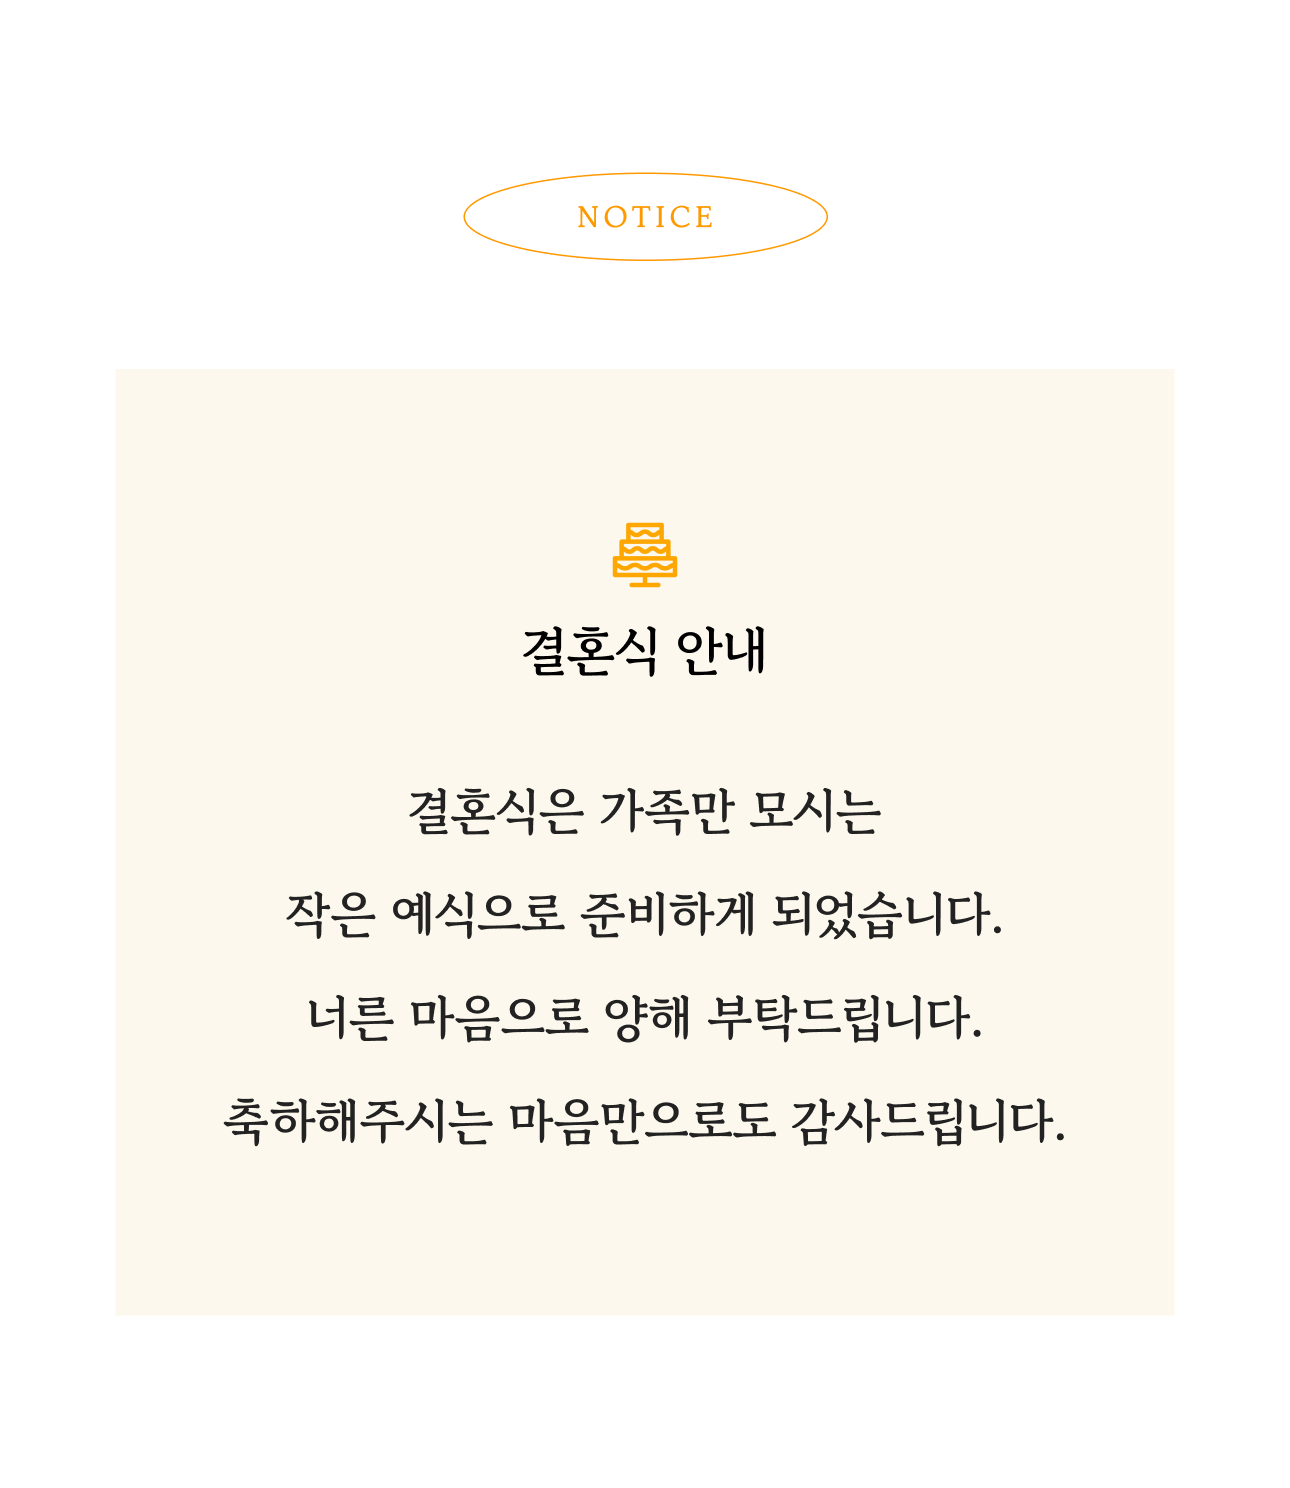 NOTICE
결혼식 안내
결혼식은 가족만 모시는
작은 예식으로 준비하게 되었습니다.
너른 마음으로 양해 부탁드립니다.
축하해주시는 마음만으로도 감사드립니다.